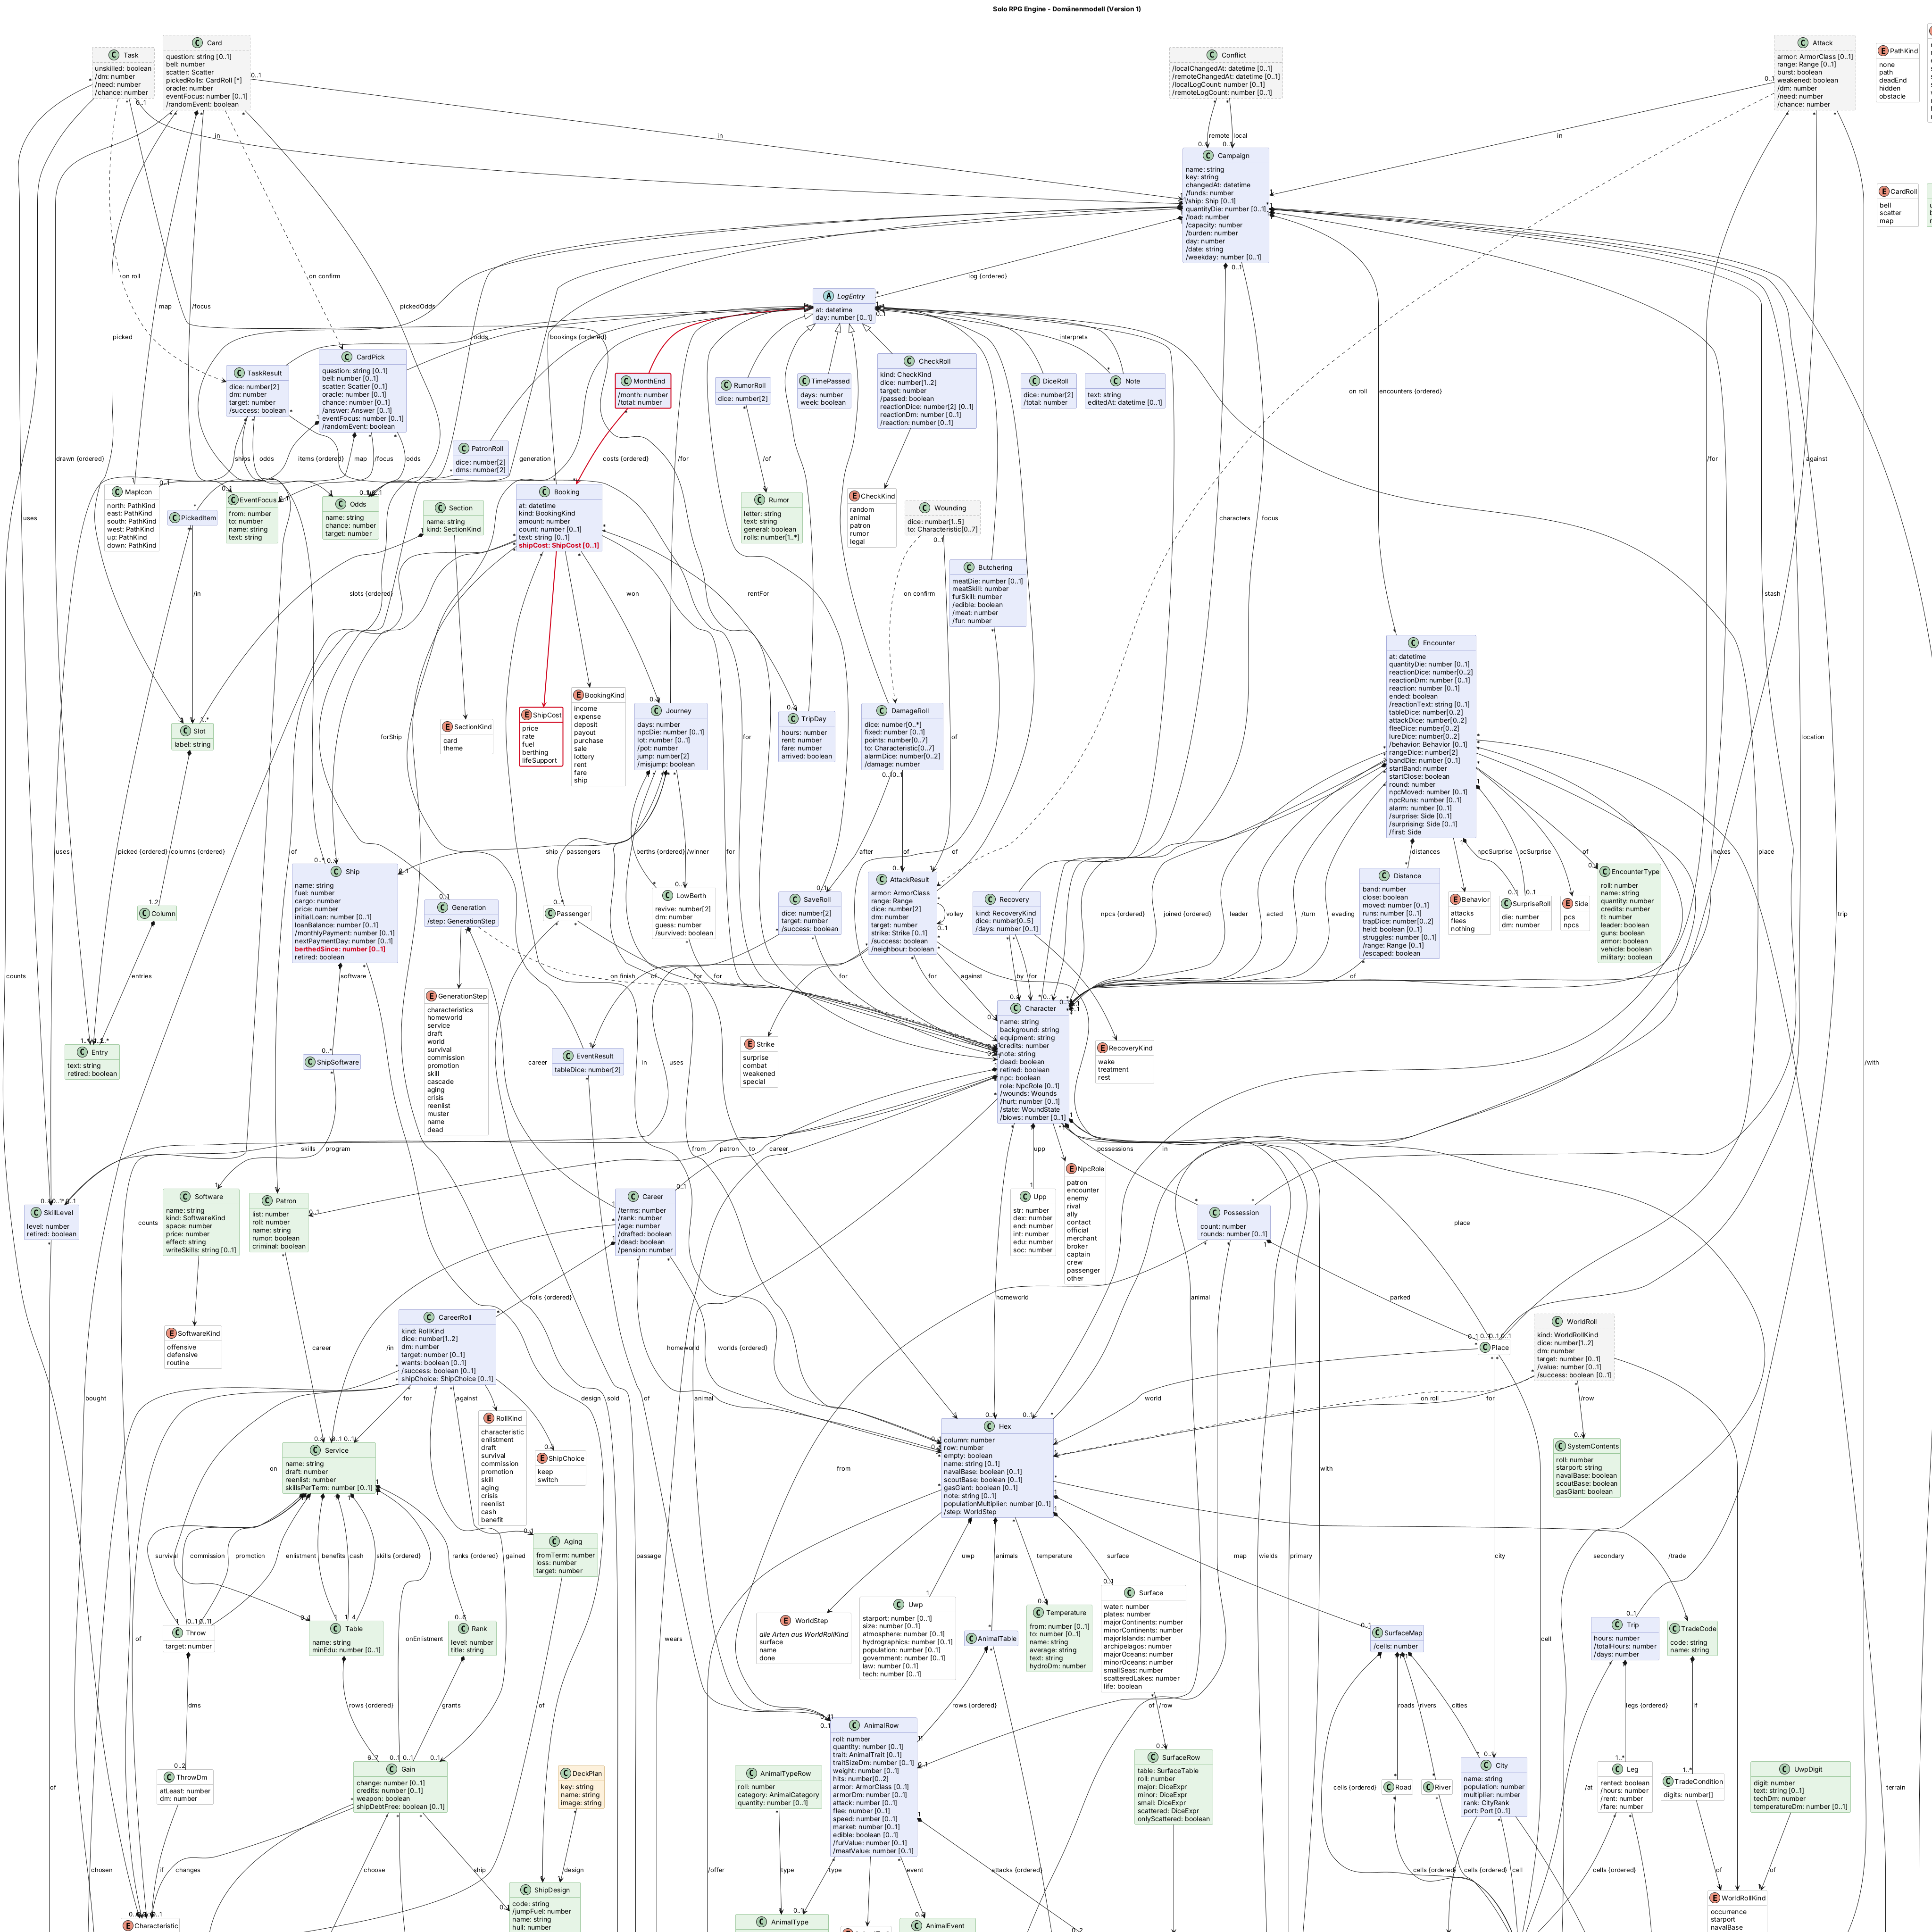 Solo RPG Engine - Domänenmodell (Version 1)
Task
unskilled: boolean
/dm: number
/need: number
/chance: number
Card
question: string [0..1]
bell: number
scatter: Scatter
pickedRolls: CardRoll [*]
oracle: number
eventFocus: number [0..1]
/randomEvent: boolean
Conflict
/localChangedAt: datetime [0..1]
/remoteChangedAt: datetime [0..1]
/localLogCount: number [0..1]
/remoteLogCount: number [0..1]
Attack
armor: ArmorClass [0..1]
range: Range [0..1]
burst: boolean
weakened: boolean
/dm: number
/need: number
/chance: number
PathKind
none
path
deadEnd
hidden
obstacle
CardRoll
bell
scatter
map
in
in
remote
local
in
Campaign
name: string
key: string
changedAt: datetime
/funds: number
/ship: Ship [0..1]
quantityDie: number [0..1]
/load: number
/capacity: number
/burden: number
day: number
/date: string
/weekday: number [0..1]
on roll
on confirm
log {ordered}
LogEntry
at: datetime
day: number [0..1]
picked
map
/focus
pickedOdds
odds
bookings {ordered}
interprets
on roll
encounters {ordered}
/for
against
TaskResult
dice: number[2]
dm: number
target: number
/success: boolean
CardPick
question: string [0..1]
bell: number [0..1]
scatter: Scatter [0..1]
oracle: number [0..1]
chance: number [0..1]
/answer: Answer [0..1]
eventFocus: number [0..1]
/randomEvent: boolean
MonthEnd
/month: number
/total: number
RumorRoll
dice: number[2]
TimePassed
days: number
week: boolean
CheckRoll
kind: CheckKind
dice: number[1..2]
target: number
/passed: boolean
reactionDice: number[2] [0..1]
reactionDm: number [0..1]
/reaction: number [0..1]
DiceRoll
dice: number[2]
/total: number
Note
text: string
editedAt: datetime [0..1]
PatronRoll
dice: number[2]
dms: number[2]
drawn {ordered}
ships
odds
items {ordered}
map
/focus
odds
generation
costs {ordered}
/for
/of
MapIcon
north: PathKind
east: PathKind
south: PathKind
west: PathKind
up: PathKind
down: PathKind
PickedItem
EventFocus
from: number
to: number
name: string
text: string
Odds
name: string
chance: number
target: number
Section
name: string
kind: SectionKind
Booking
at: datetime
kind: BookingKind
amount: number
count: number [0..1]
text: string [0..1]
shipCost: ShipCost [0..1]
Rumor
letter: string
text: string
general: boolean
rolls: number[1..*]
CheckKind
random
animal
patron
rumor
legal
Wounding
dice: number[1..5]
to: Characteristic[0..7]
uses
characters
focus
Butchering
meatDie: number [0..1]
meatSkill: number
furSkill: number
/edible: boolean
/meat: number
/fur: number
/in
slots {ordered}
won
rentFor
on confirm
stash
Encounter
at: datetime
quantityDie: number [0..1]
reactionDice: number[0..2]
reactionDm: number [0..1]
reaction: number [0..1]
ended: boolean
/reactionText: string [0..1]
tableDice: number[0..2]
attackDice: number[0..2]
fleeDice: number[0..2]
lureDice: number[0..2]
/behavior: Behavior [0..1]
rangeDice: number[2]
bandDie: number [0..1]
startBand: number
startClose: boolean
round: number
npcMoved: number [0..1]
npcRuns: number [0..1]
alarm: number [0..1]
/surprise: Side [0..1]
/surprising: Side [0..1]
/first: Side
Slot
label: string
SectionKind
card
theme
forShip
ShipCost
price
rate
fuel
berthing
lifeSupport
BookingKind
income
expense
deposit
payout
purchase
sale
lottery
rent
fare
ship
Journey
days: number
npcDie: number [0..1]
lot: number [0..1]
/pot: number
jump: number[2]
/misjump: boolean
for
TripDay
hours: number
rent: number
fare: number
arrived: boolean
DamageRoll
dice: number[0..*]
fixed: number [0..1]
points: number[0..7]
to: Characteristic[0..7]
alarmDice: number[0..2]
/damage: number
of
location
uses
picked {ordered}
columns {ordered}
of
ship
passengers
berths {ordered}
/winner
for
after
of
of
npcs {ordered}
joined {ordered}
leader
acted
/turn
evading
distances
npcSurprise
pcSurprise
of
hexes
place
trip
Ship
name: string
fuel: number
cargo: number
price: number
initialLoan: number [0..1]
loanBalance: number [0..1]
/monthlyPayment: number [0..1]
nextPaymentDay: number [0..1]
berthedSince: number [0..1]
retired: boolean
Column
Generation
/step: GenerationStep
Passenger
LowBerth
revive: number[2]
dm: number
guess: number
/survived: boolean
SaveRoll
dice: number[2]
target: number
/success: boolean
AttackResult
armor: ArmorClass
range: Range
dice: number[2]
dm: number
target: number
strike: Strike [0..1]
/success: boolean
/neighbour: boolean
volley
Recovery
kind: RecoveryKind
dice: number[0..5]
/days: number [0..1]
Distance
band: number
close: boolean
moved: number [0..1]
runs: number [0..1]
trapDice: number[0..2]
held: boolean [0..1]
struggles: number [0..1]
/range: Range [0..1]
/escaped: boolean
Behavior
attacks
flees
nothing
SurpriseRoll
die: number
dm: number
Side
pcs
npcs
EncounterType
roll: number
name: string
quantity: number
credits: number
tl: number
leader: boolean
guns: boolean
armor: boolean
vehicle: boolean
military: boolean
counts
entries
software
on finish
of
for
for
for
for
against
by
for
of
GenerationStep
characteristics
homeworld
service
draft
world
survival
commission
promotion
skill
cascade
aging
crisis
reenlist
muster
name
dead
Character
name: string
background: string
equipment: string
credits: number
note: string
dead: boolean
retired: boolean
npc: boolean
role: NpcRole [0..1]
/wounds: Wounds
/hurt: number [0..1]
/state: WoundState
/blows: number [0..1]
Strike
surprise
combat
weakened
special
RecoveryKind
wake
treatment
rest
Entry
text: string
retired: boolean
ShipSoftware
career
EventResult
tableDice: number[2]
in
uses
/with
skills
program
from
patron
to
career
upp
possessions
in
SkillLevel
level: number
retired: boolean
counts
Software
name: string
kind: SoftwareKind
space: number
price: number
effect: string
writeSkills: string [0..1]
Patron
list: number
roll: number
name: string
rumor: boolean
criminal: boolean
Career
/terms: number
/rank: number
/age: number
/drafted: boolean
/dead: boolean
/pension: number
Upp
str: number
dex: number
end: number
int: number
edu: number
soc: number
NpcRole
patron
encounter
enemy
rival
ally
contact
official
merchant
broker
captain
crew
passenger
other
Possession
count: number
rounds: number [0..1]
place
homeworld
animal
parked
rolls {ordered}
SoftwareKind
offensive
defensive
routine
career
/in
CareerRoll
kind: RollKind
dice: number[1..2]
dm: number
target: number [0..1]
wants: boolean [0..1]
/success: boolean [0..1]
shipChoice: ShipChoice [0..1]
homeworld
worlds {ordered}
Place
WorldRoll
kind: WorldRollKind
dice: number[1..2]
dm: number
target: number [0..1]
/value: number [0..1]
/success: boolean [0..1]
bought
for
against
design
sold
of
animal
world
on roll
for
/row
RollKind
characteristic
enlistment
draft
survival
commission
promotion
skill
aging
crisis
reenlist
cash
benefit
ShipChoice
keep
switch
Service
name: string
draft: number
reenlist: number
skillsPerTerm: number [0..1]
on
Hex
column: number
row: number
empty: boolean
name: string [0..1]
navalBase: boolean [0..1]
scoutBase: boolean [0..1]
gasGiant: boolean [0..1]
note: string [0..1]
populationMultiplier: number [0..1]
/step: WorldStep
SystemContents
roll: number
starport: string
navalBase: boolean
scoutBase: boolean
gasGiant: boolean
from
with
survival
commission
promotion
enlistment
benefits
cash
skills {ordered}
ranks {ordered}
gained
passage
uwp
animals
temperature
surface
map
wields
primary
city
secondary
/trade
Aging
fromTerm: number
loss: number
target: number
Throw
target: number
Table
name: string
minEdu: number [0..1]
Rank
level: number
title: string
onEnlistment
of
wears
WorldStep
alle Arten aus WorldRollKind
surface
name
done
Uwp
starport: number [0..1]
size: number [0..1]
atmosphere: number [0..1]
hydrographics: number [0..1]
population: number [0..1]
government: number [0..1]
law: number [0..1]
tech: number [0..1]
AnimalTable
Temperature
from: number [0..1]
to: number [0..1]
name: string
average: string
text: string
hydroDm: number
Surface
water: number
plates: number
majorContinents: number
minorContinents: number
majorIslands: number
archipelagos: number
majorOceans: number
minorOceans: number
smallSeas: number
scatteredLakes: number
life: boolean
SurfaceMap
/cells: number
cell
Trip
hours: number
/totalHours: number
/days: number
TradeCode
code: string
name: string
dms
rows {ordered}
grants
of
/offer
rows {ordered}
of
/row
roads
rivers
cities
legs {ordered}
if
terrain
ThrowDm
atLeast: number
dm: number
Gain
change: number [0..1]
credits: number [0..1]
weapon: boolean
shipDebtFree: boolean [0..1]
DeckPlan
key: string
name: string
image: string
AnimalTypeRow
roll: number
category: AnimalCategory
quantity: number [0..1]
AnimalRow
roll: number
quantity: number [0..1]
trait: AnimalTrait [0..1]
traitSizeDm: number [0..1]
weight: number [0..1]
hits: number[0..2]
armor: ArmorClass [0..1]
armorDm: number [0..1]
attack: number [0..1]
flee: number [0..1]
speed: number [0..1]
market: number [0..1]
edible: boolean [0..1]
/furValue: number [0..1]
/meatValue: number [0..1]
SurfaceRow
table: SurfaceTable
roll: number
major: DiceExpr
minor: DiceExpr
small: DiceExpr
scattered: DiceExpr
onlyScattered: boolean
cells {ordered}
Road
River
City
name: string
population: number
multiplier: number
rank: CityRank
port: Port [0..1]
/at
Leg
rented: boolean
/hours: number
/rent: number
/fare: number
TradeCondition
digits: number[]
UwpDigit
digit: number
text: string [0..1]
techDm: number
temperatureDm: number [0..1]
chosen
if
changes
choose
ship
design
type
type
event
attacks {ordered}
cells {ordered}
cells {ordered}
cell
cells {ordered}
of
of
Characteristic
ShipDesign
code: string
/jumpFuel: number
name: string
hull: number
AnimalType
AnimalEvent
WorldRollKind
occurrence
starport
navalBase